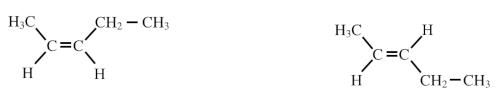 H₃C CH₂—CH₃
C=C
H H
H₃C H
C=C
H CH₂—CH₃